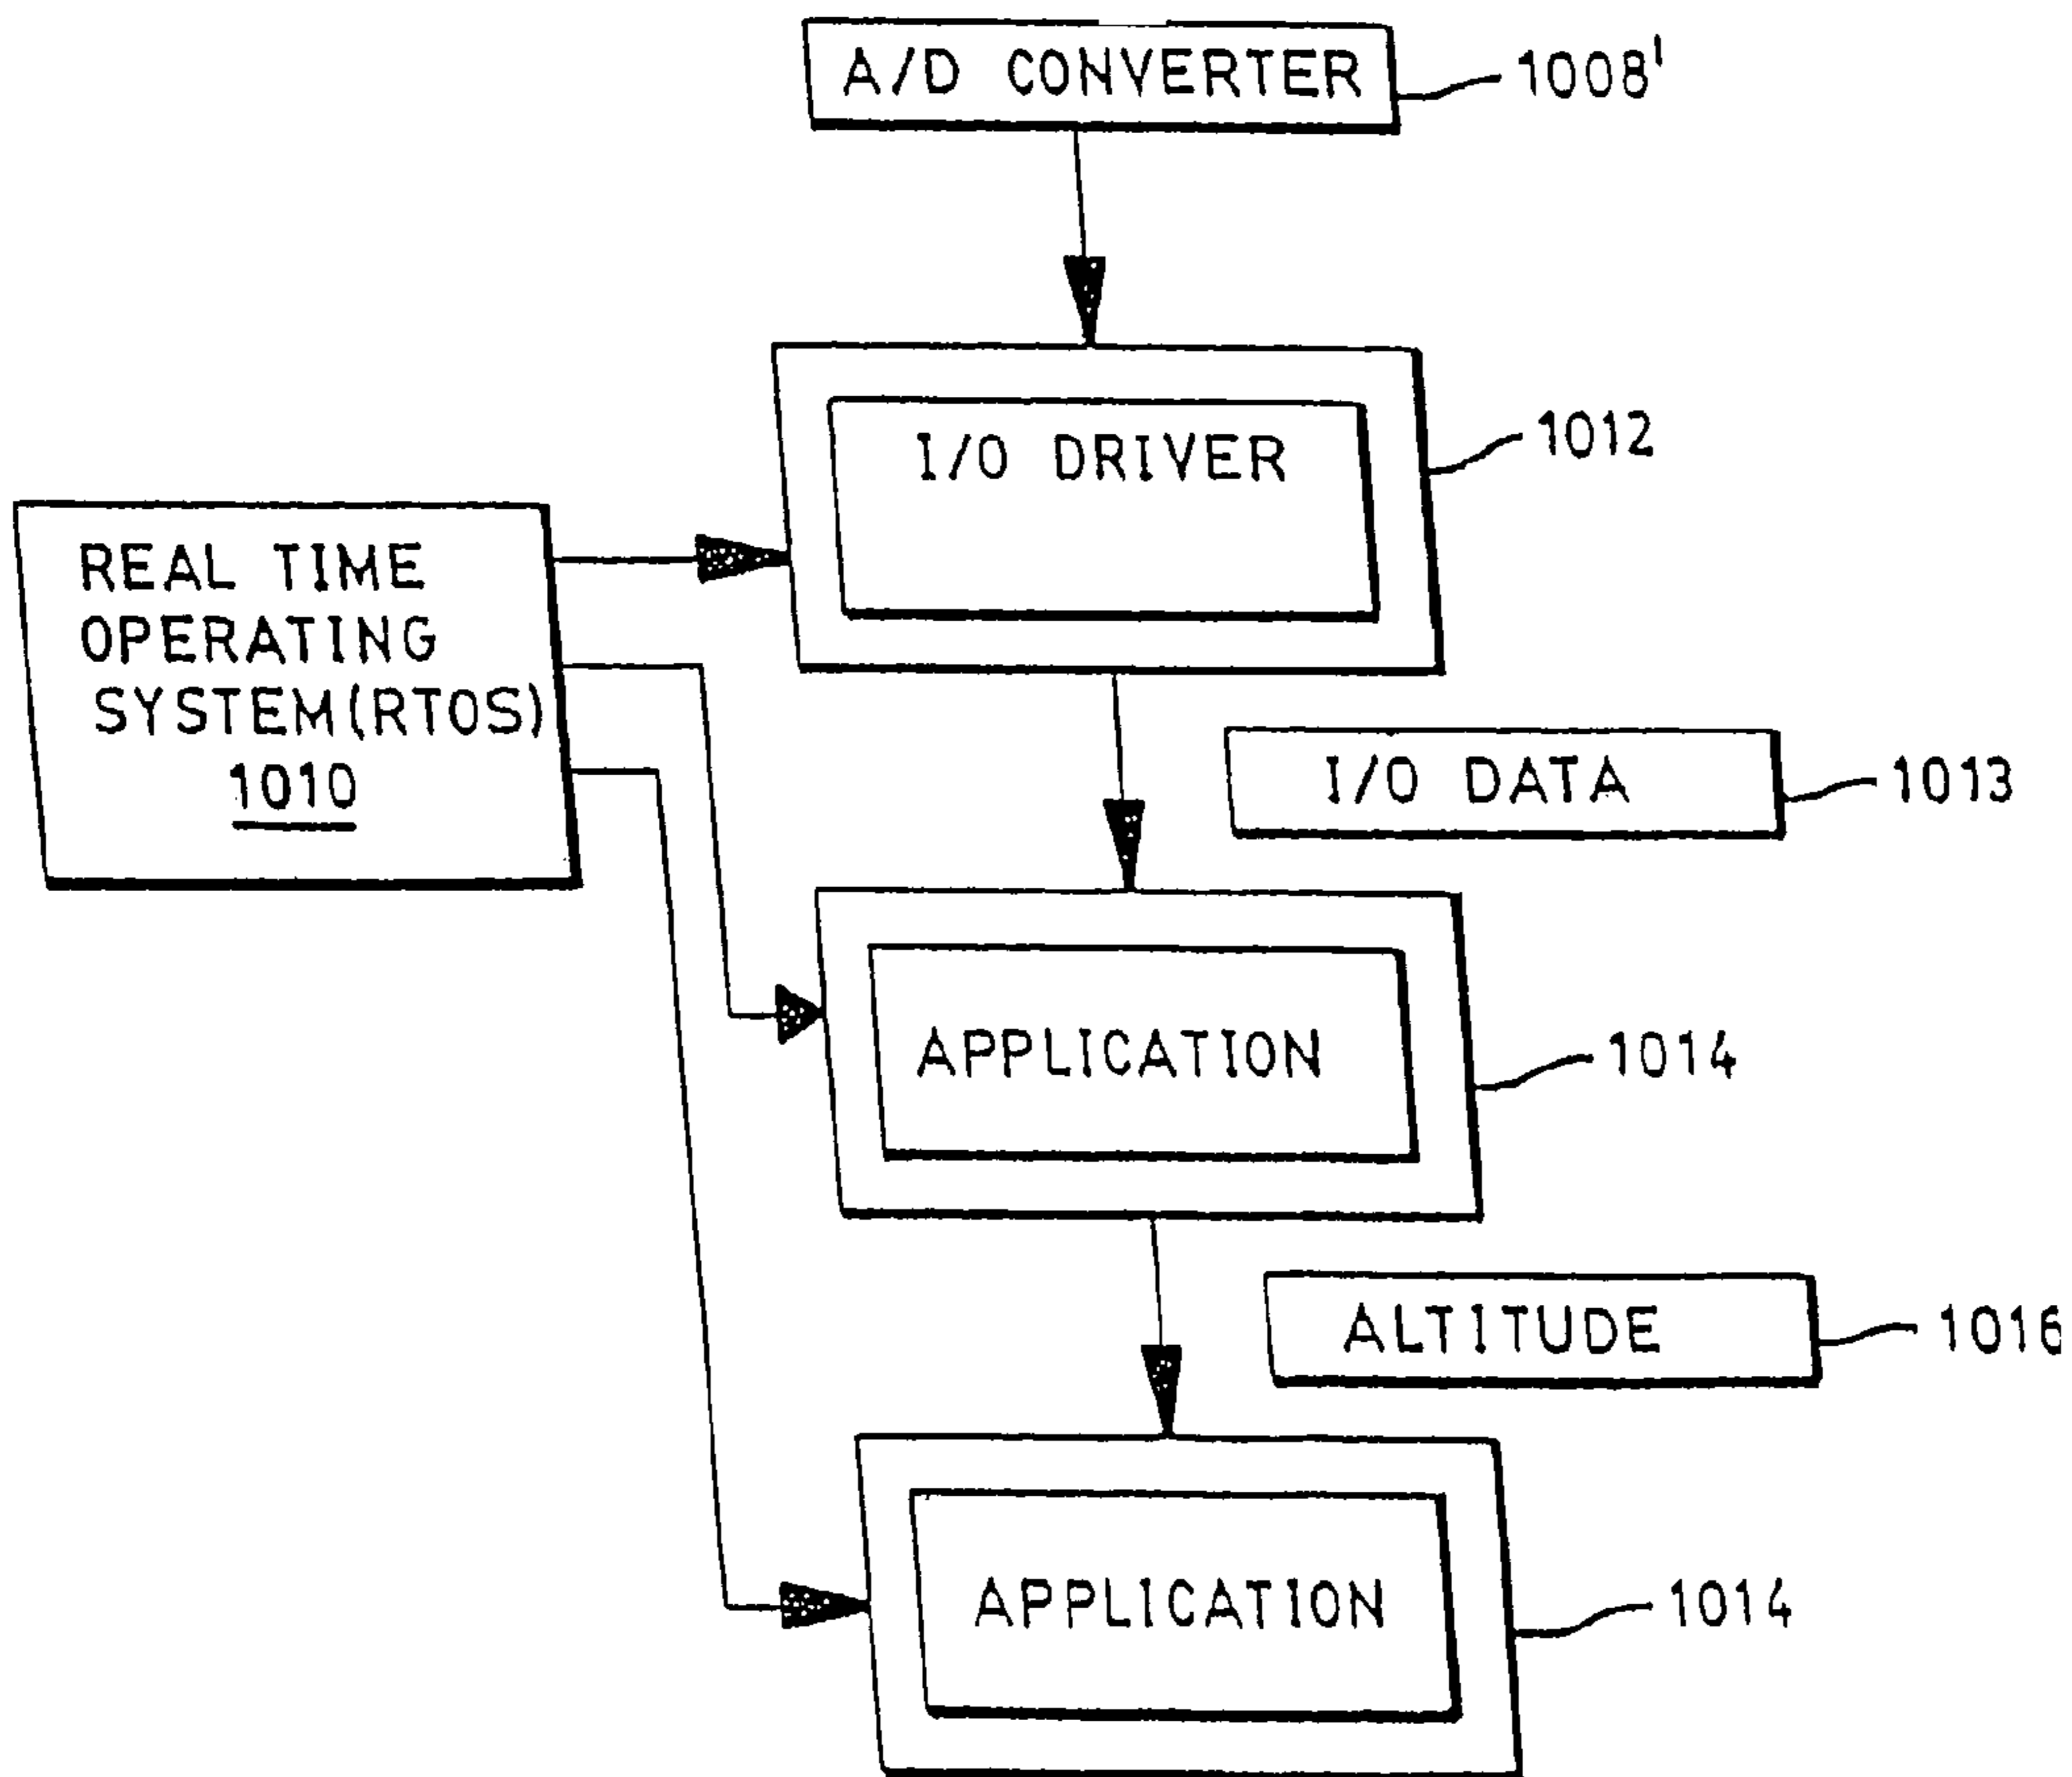 A/D CONVERTER
1008'
I/O DRIVER
1012
REAL TIME
OPERATING
SYSTEM(RTOS)
1010
I/O DATA
1013
APPLICATION
1014
ALTITUDE
1016
APPLICATION
1014